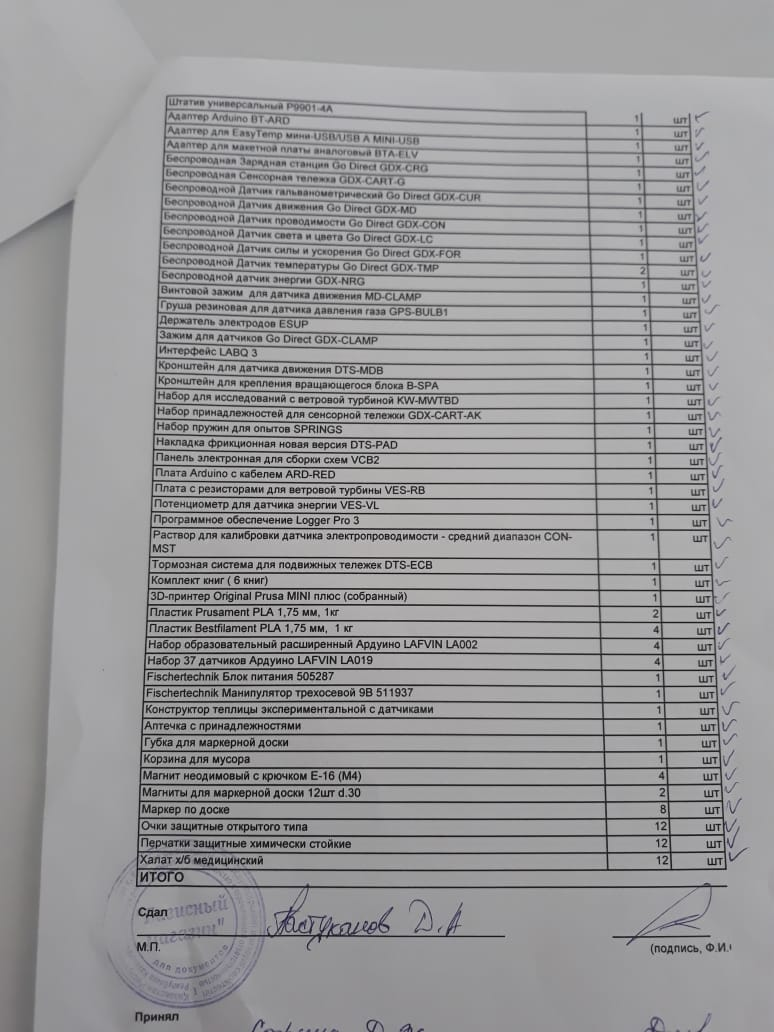 Штатив универсальный P9901-4A 1 шт
Адаптер Arduino BT-ARD 1 шт
Адаптер для EasyTemp мини-USB/USB A MINI-USB 1 шт
Адаптер для макетной платы аналоговый BTA-ELV 1 шт
Беспроводная Зарядная станция Go Direct GDX-CRG 1 шт
Беспроводная Сенсорная тележка GDX-CART-G 1 шт
Беспроводной Датчик гальванометрический Go Direct GDX-CUR 1 шт
Беспроводной Датчик движения Go Direct GDX-MD 1 шт
Беспроводной Датчик проводимости Go Direct GDX-CON 1 шт
Беспроводной Датчик света и цвета Go Direct GDX-LC 1 шт
Беспроводной Датчик силы и ускорения Go Direct GDX-FOR 1 шт
Беспроводной Датчик температуры Go Direct GDX-TMP 2 шт
Беспроводной датчик энергии GDX-NRG 1 шт
Винтовой зажим для датчика движения MD-CLAMP 1 шт
Груша резиновая для датчика давления газа GPS-BULB1 1 шт
Держатель электродов ESUP 1 шт
Зажим для датчиков Go Direct GDX-CLAMP 1 шт
Интерфейс LABQ 3 1 шт
Кронштейн для датчика движения DTS-MDB 1 шт
Кронштейн для крепления вращающегося блока B-SPA 1 шт
Набор для исследований с ветровой турбиной KW-MWTBD 1 шт
Набор принадлежностей для сенсорной тележки GDX-CART-AK 1 шт
Набор пружин для опытов SPRINGS 1 шт
Накладка фрикционная новая версия DTS-PAD 1 шт
Панель электронная для сборки схем VCB2 1 шт
Плата Arduino с кабелем ARD-RED 1 шт
Плата с резисторами для ветровой турбины VES-RB 1 шт
Потенциометр для датчика энергии VES-VL 1 шт
Программное обеспечение Logger Pro 3 1 шт
Раствор для калибровки датчика электропроводимости - средний диапазон CON- 1 шт
MST
Тормозная система для подвижных тележек DTS-ECB 1 шт
Комплект книг ( 6 книг) 1 шт
3D-принтер Original Prusa MINI плюс (собранный) 1 шт
Пластик Prusament PLA 1,75 мм, 1кг 2 шт
Пластик Bestfilament PLA 1,75 мм, 1 кг 4 шт
Набор образовательный расширенный Ардуино LAFVIN LA002 4 шт
Набор 37 датчиков Ардуино LAFVIN LA019 4 шт
Fischertechnik Блок питания 505287 1 шт
Fischertechnik Манипулятор трехосевой 9В 511937 1 шт
Конструктор теплицы экспериментальной с датчиками 1 шт
Аптечка с принадлежностями 1 шт
Губка для маркерной доски 1 шт
Корзина для мусора 1 шт
Магнит неодимовый с крючком E-16 (M4) 4 шт
Магниты для маркерной доски 12шт d.30 2 шт
Маркер по доске 8 шт
Очки защитные открытого типа 12 шт
Перчатки защитные химически стойкие 12 шт
Халат х/б медицинский 12 шт
ИТОГО
Сдал Пастуханов Д.А
М.П. (подпись, Ф.И.
для документов
Принял